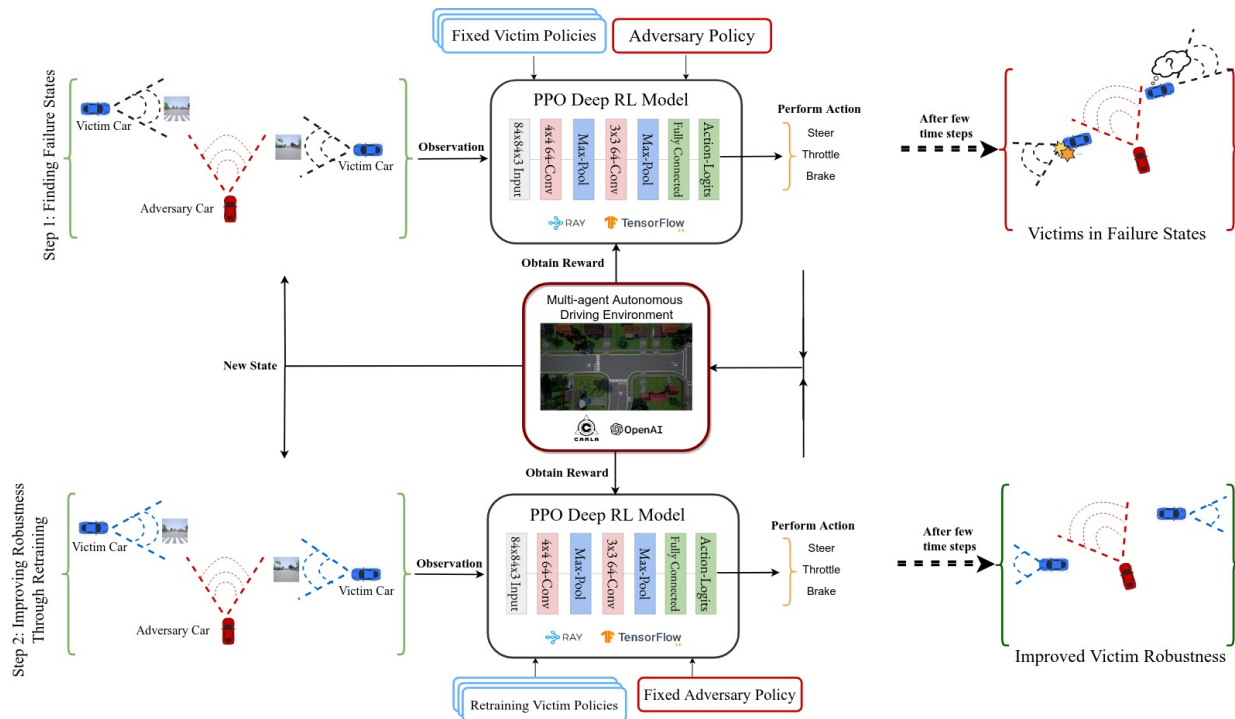 Fixed Victim Policies
Adversary Policy
Step 1: Finding Failure States
Victim Car
Victim Car
Adversary Car
Observation
PPO Deep RL Model
84x84x3 Input
4x4 64-Conv
Max-Pool
3x3 64-Conv
Max-Pool
Fully Connected
Action-Logits
RAY
TensorFlow
Perform Action
Steer
Throttle
Brake
After few
time steps
?
Victims in Failure States
Obtain Reward
Multi-agent Autonomous
Driving Environment
CARLA
OpenAI
New State
Obtain Reward
Step 2: Improving Robustness
Through Retraining
Victim Car
Victim Car
Adversary Car
Observation
PPO Deep RL Model
84x84x3 Input
4x4 64-Conv
Max-Pool
3x3 64-Conv
Max-Pool
Fully Connected
Action-Logits
RAY
TensorFlow
Perform Action
Steer
Throttle
Brake
After few
time steps
Improved Victim Robustness
Retraining Victim Policies
Fixed Adversary Policy